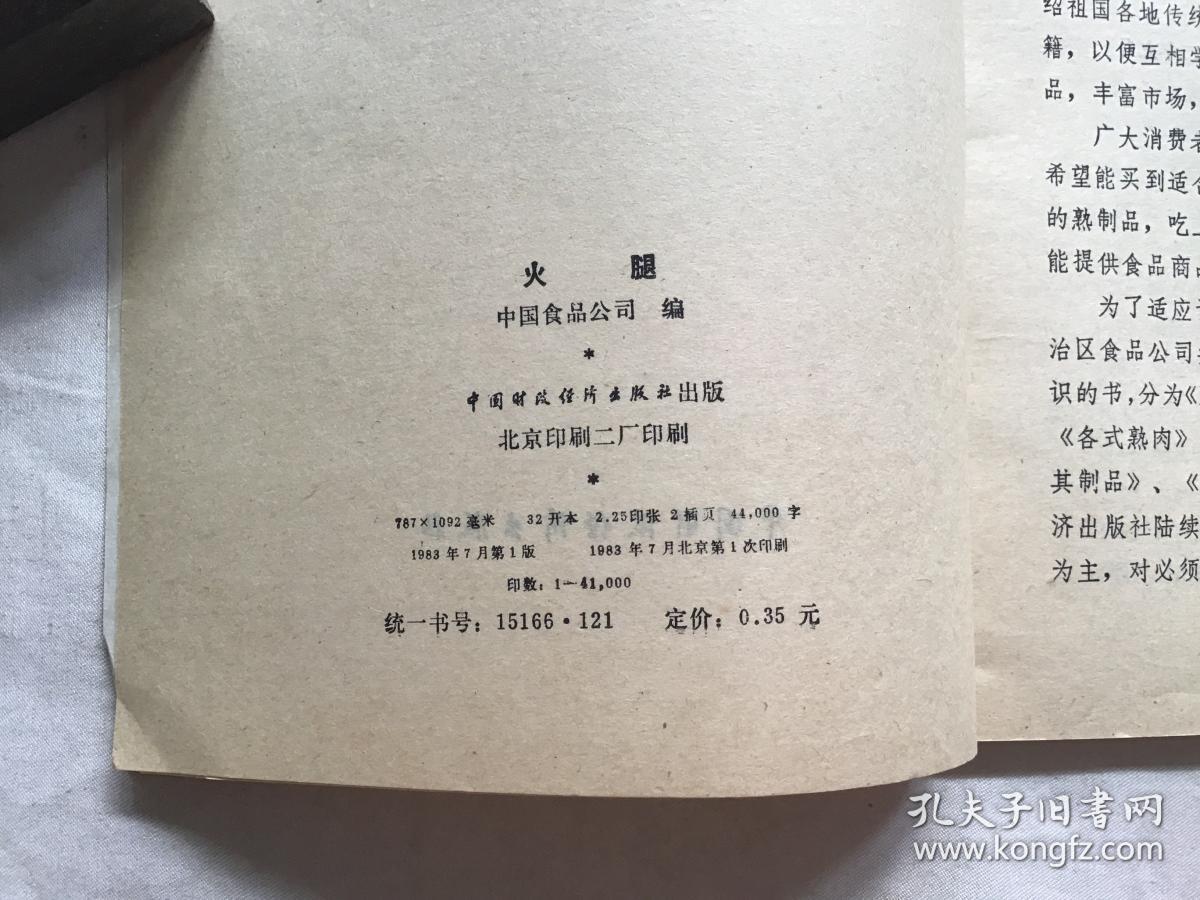 火 腿
中国食品公司 编
*
中国财政经济出版社出版
北京印刷二厂印刷
*
787×1092毫米 32开本 2.25印张 2插页 44,000字
1983年7月第1版 1983年7月北京第1次印刷
印数：1—41,000
统一书号：15166·121 定价：0.35元
绍祖国各地传统
籍，以便互相学
品，丰富市场，
广大消费者
希望能买到适合
的熟制品，吃上
能提供食品商品
为了适应
治区食品公司
识的书，分为《
《各式熟肉》
其制品》、《
济出版社陆续
为主，对必须
孔夫子旧书网
www.kongfz.com